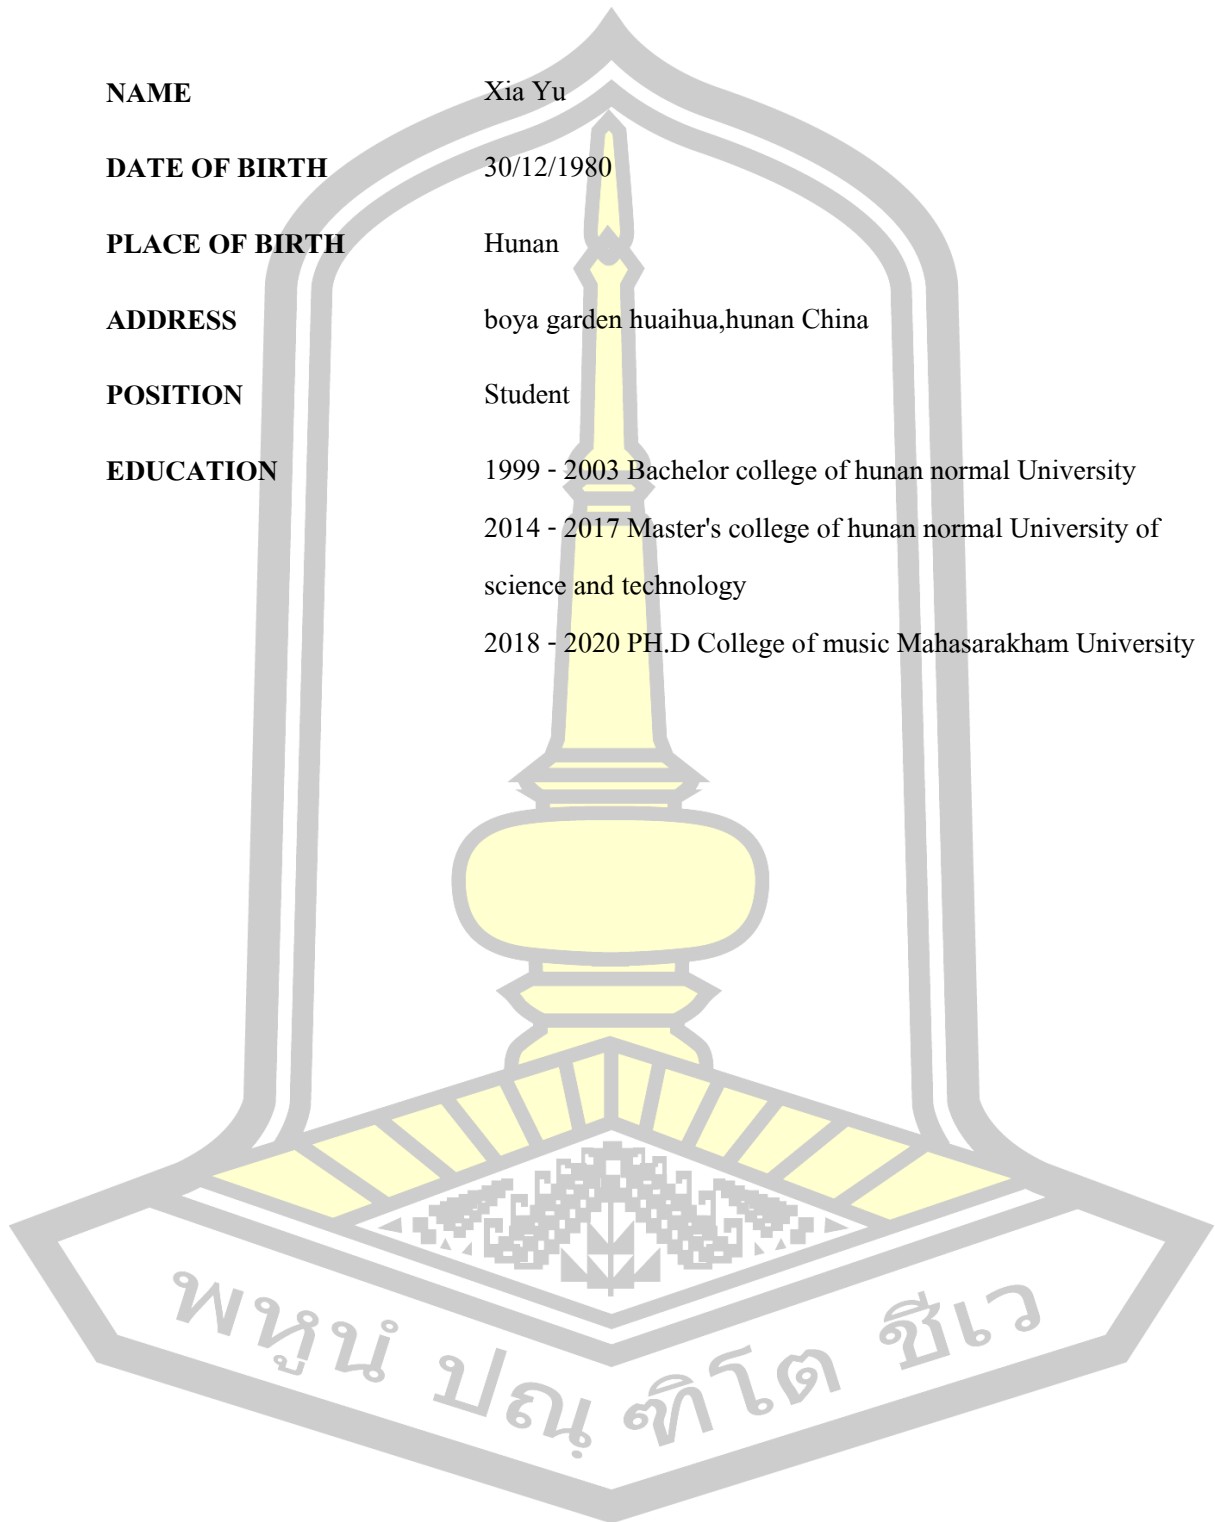 NAME Xia Yu
DATE OF BIRTH 30/12/1980
PLACE OF BIRTH Hunan
ADDRESS boya garden huaihua,hunan China
POSITION Student
EDUCATION 1999 - 2003 Bachelor college of hunan normal University
2014 - 2017 Master's college of hunan normal University of
science and technology
2018 - 2020 PH.D College of music Mahasarakham University
พหูนํ ปณฺฑิโต ชีเว